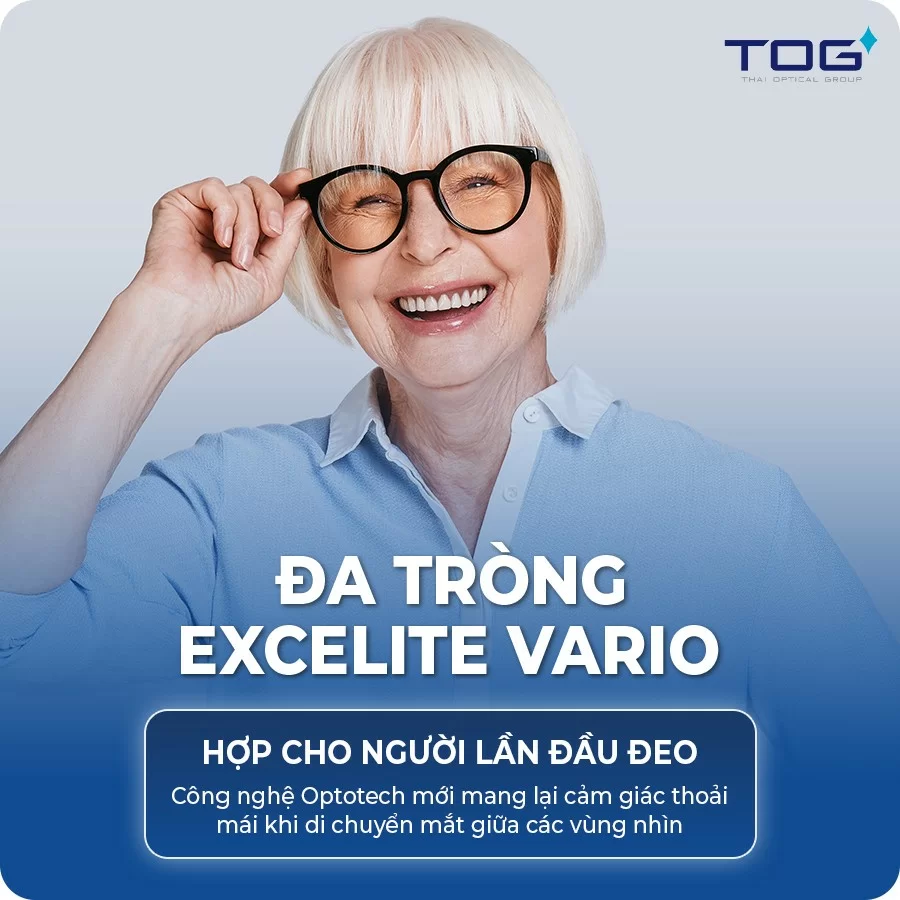 TOG
THAI OPTICAL GROUP
ĐA TRÒNG
EXCELITE VARIO
HỢP CHO NGƯỜI LẦN ĐẦU ĐEO
Công nghệ Optotech mới mang lại cảm giác thoải
mái khi di chuyển mắt giữa các vùng nhìn